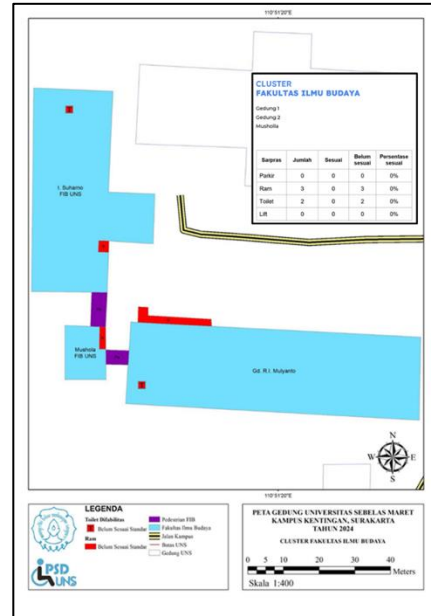 110°51'20"E
CLUSTER
FAKULTAS ILMU BUDAYA
Gedung 1
Gedung 2
Musholla
Sarpras Jumlah Sesuai Belum sesuai Persentase sesuai
Parkir 0 0 0 0%
Ram 3 0 3 0%
Toilet 2 0 2 0%
Lift 0 0 0 0%
I. Suharno
FIB UNS
Mushola
FIB UNS
Gd. R.I. Mulyanto
N
W E
S
110°51'20"E
LEGENDA
Toilet Difabilitas
Belum Sesuai Standar
Ram
Belum Sesuai Standar
Pedestrian FIB
Fakultas Ilmu Budaya
Jalan Kampus
Batas UNS
Gedung UNS
PSD
UNS
PETA GEDUNG UNIVERSITAS SEBELAS MARET
KAMPUS KENTINGAN, SURAKARTA
TAHUN 2024
CLUSTER FAKULTAS ILMU BUDAYA
0 5 10 20 30 40
Meters
Skala 1:400